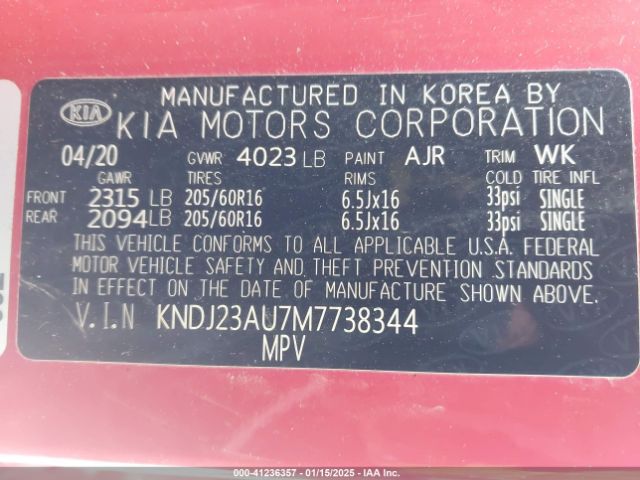 MANUFACTURED IN KOREA BY
KIA KIA MOTORS CORPORATION
04/20 GVWR 4023 LB PAINT AJR TRIM WK
GAWR TIRES RIMS COLD TIRE INFL
FRONT 2315 LB 205/60R16 6.5Jx16 33psi SINGLE
REAR 2094 LB 205/60R16 6.5Jx16 33psi SINGLE
THIS VEHICLE CONFORMS TO ALL APPLICABLE U.S.A. FEDERAL
MOTOR VEHICLE SAFETY AND THEFT PREVENTION STANDARDS
IN EFFECT ON THE DATE OF MANUFACTURE SHOWN ABOVE.
V.I.N KNDJ23AU7M7738344
MPV
000-41236357 - 01/15/2025 - IAA Inc.